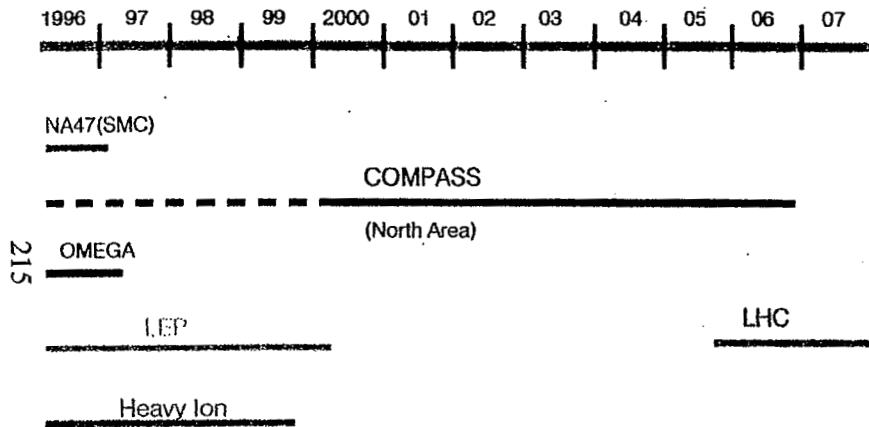 1996 97 98 99 2000 01 02 03 04 05 06 07
NA47(SMC)
COMPASS
(North Area)
OMEGA
215
LEP
LHC
Heavy Ion